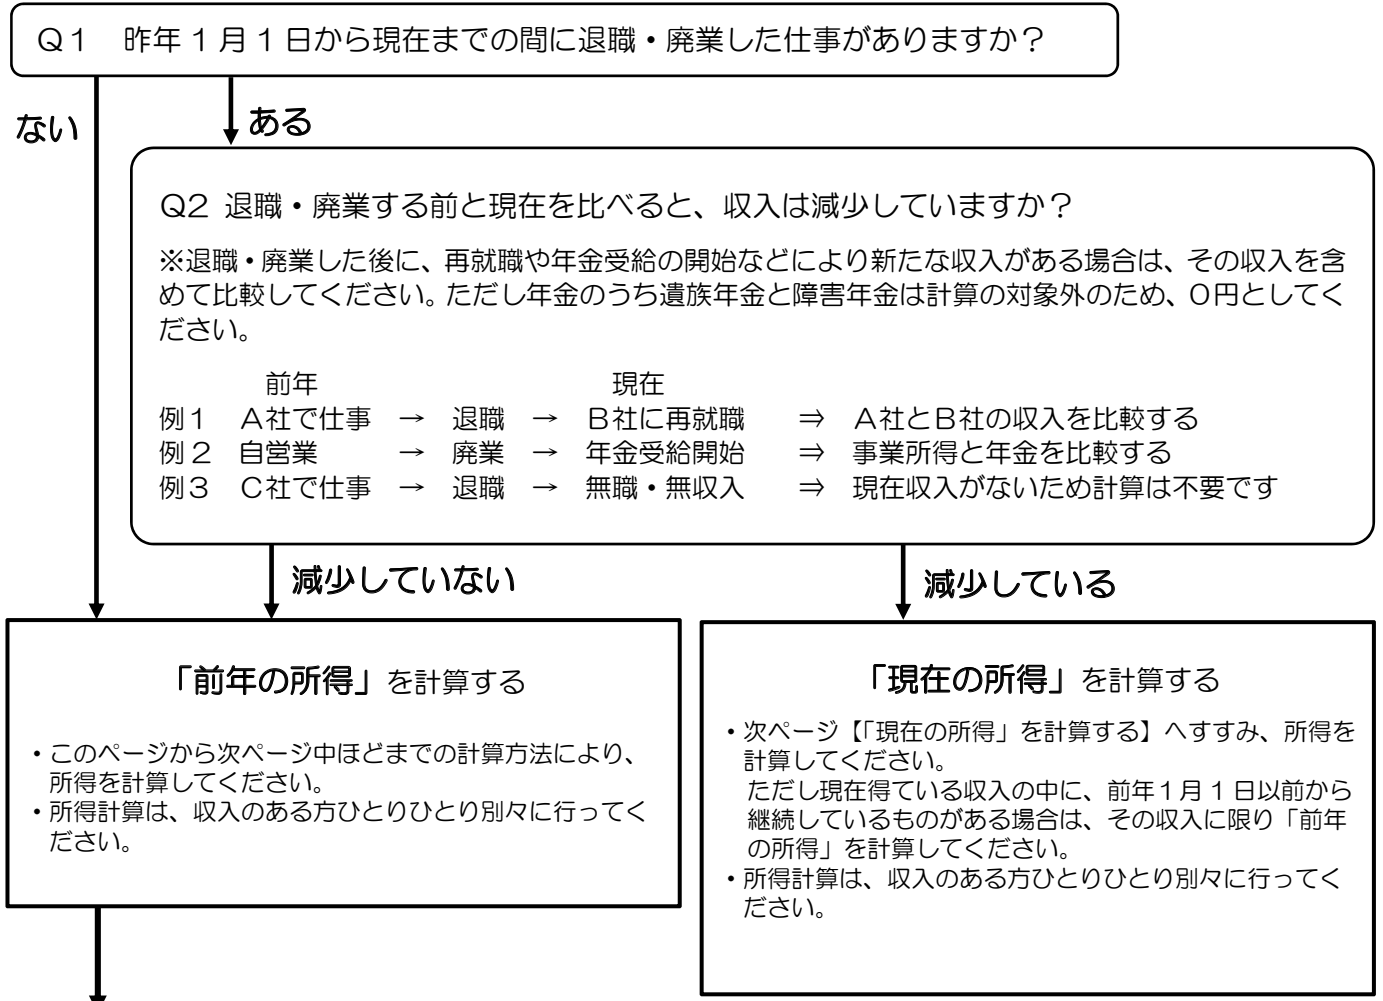 Q1 昨年1月1日から現在までの間に退職・廃業した仕事がありますか？
ない
ある
Q2 退職・廃業する前と現在を比べると、収入は減少していますか？
※退職・廃業した後に、再就職や年金受給の開始などにより新たな収入がある場合は、その収入を含
めて比較してください。ただし年金のうち遺族年金と障害年金は計算の対象外のため、0円としてく
ださい。
前年 現在
例1 A社で仕事 → 退職 → B社に再就職 ⇒ A社とB社の収入を比較する
例2 自営業 → 廃業 → 年金受給開始 ⇒ 事業所得と年金を比較する
例3 C社で仕事 → 退職 → 無職・無収入 ⇒ 現在収入がないため計算は不要です
減少していない
減少している
「前年の所得」を計算する
・このページから次ページ中ほどまでの計算方法により、
所得を計算してください。
・所得計算は、収入のある方ひとりひとり別々に行ってく
ださい。
「現在の所得」を計算する
・次ページ【「現在の所得」を計算する】へすすみ、所得を
計算してください。
ただし現在得ている収入の中に、前年1月1日以前から
継続しているものがある場合は、その収入に限り「前年
の所得」を計算してください。
・所得計算は、収入のある方ひとりひとり別々に行ってく
ださい。